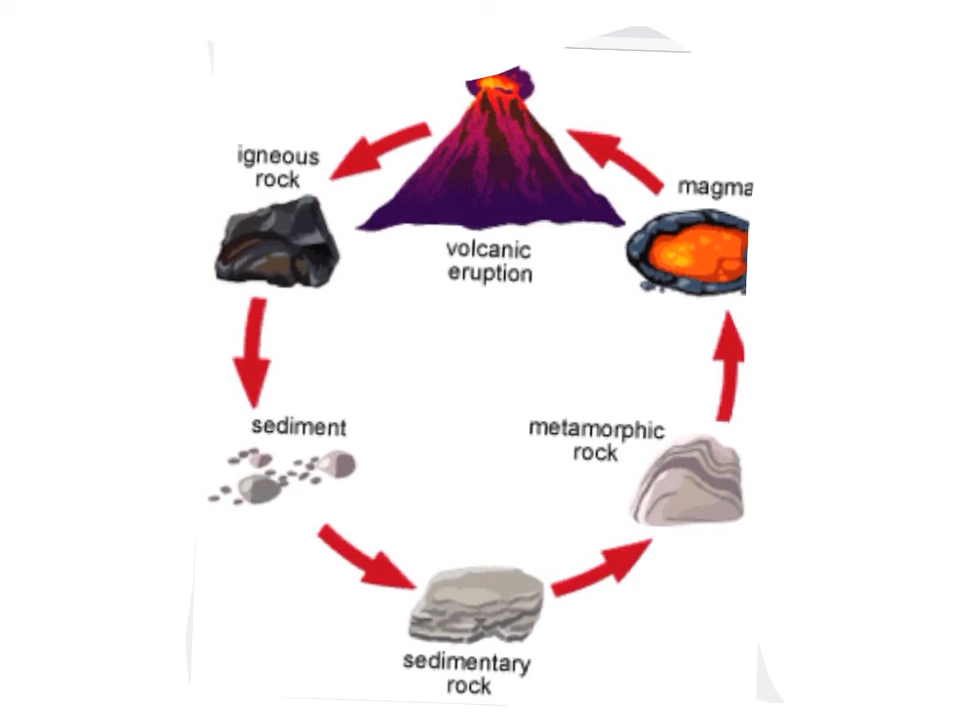 igneous
rock
magma
volcanic
eruption
sediment
metamorphic
rock
sedimentary
rock